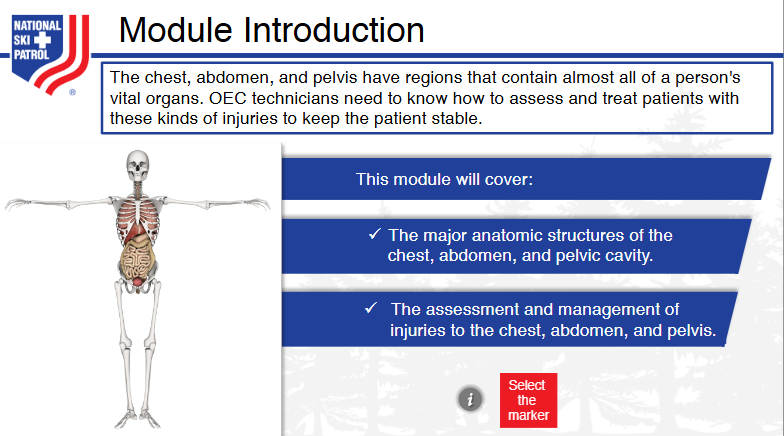 NATIONAL
SKI
PATROL
®
Module Introduction
The chest, abdomen, and pelvis have regions that contain almost all of a person's
vital organs. OEC technicians need to know how to assess and treat patients with
these kinds of injuries to keep the patient stable.
This module will cover:
✓ The major anatomic structures of the
chest, abdomen, and pelvic cavity.
✓ The assessment and management of
injuries to the chest, abdomen, and pelvis.
i
Select
the
marker